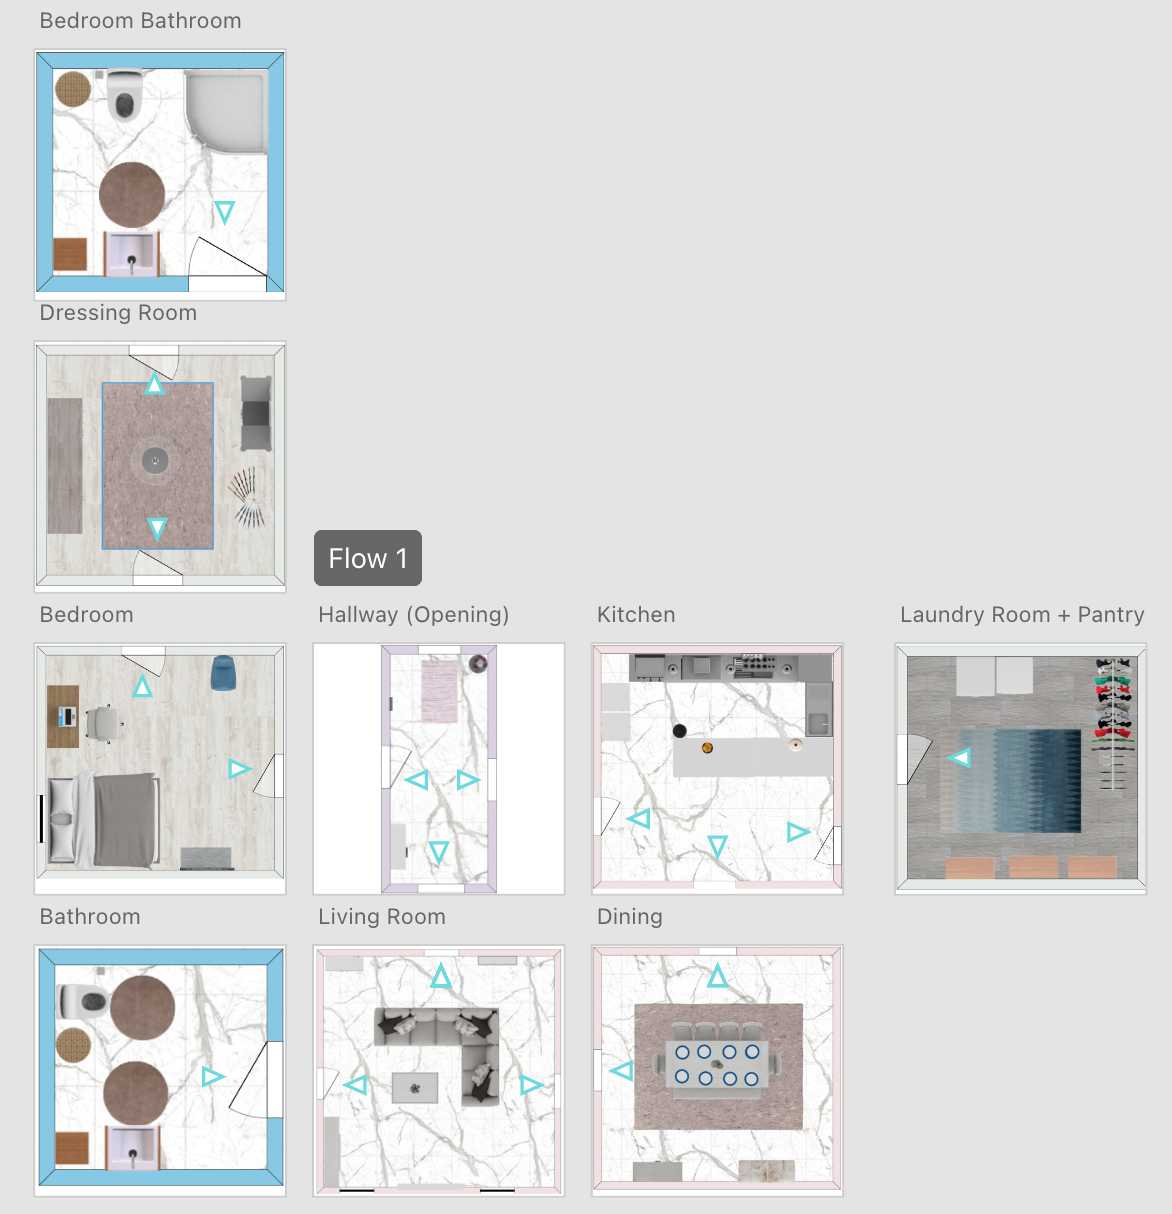 Bedroom Bathroom
Dressing Room
Flow 1
Bedroom
Hallway (Opening)
Kitchen
Laundry Room + Pantry
Bathroom
Living Room
Dining